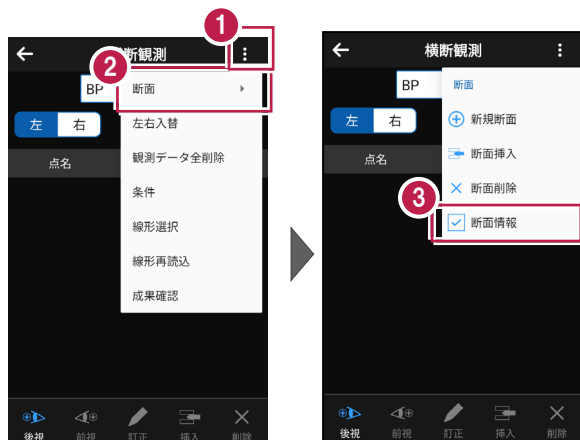 1
横断観測
2
BP
断面
左 右
左右入替
点名
観測データ全削除
条件
線形選択
線形再読込
成果確認
後視 前視 訂正 挿入 削除
横断観測
BP
断面
左 右
新規断面
点名
断面挿入
断面削除
3
断面情報
後視 前視 訂正 挿入 削除